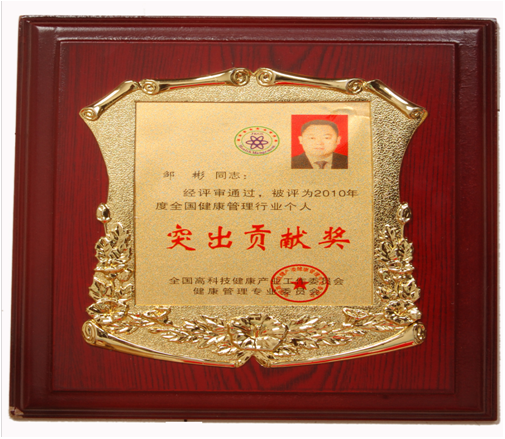 邹 彬 同志：
经评审通过，被评为2010年
度全国健康管理行业个人
突出贡献奖
全国高科技健康产业工作委员会
健康管理专业委员会